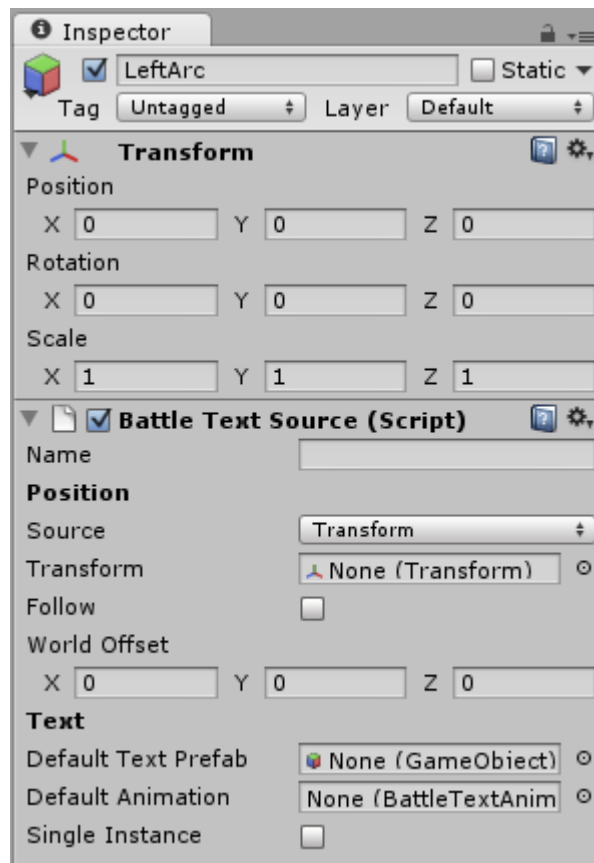 Inspector
LeftArc Static
Tag Untagged Layer Default
Transform
Position
X 0 Y 0 Z 0
Rotation
X 0 Y 0 Z 0
Scale
X 1 Y 1 Z 1
Battle Text Source (Script)
Name
Position
Source Transform
Transform None (Transform)
Follow
World Offset
X 0 Y 0 Z 0
Text
Default Text Prefab None (GameObject)
Default Animation None (BattleTextAnim
Single Instance